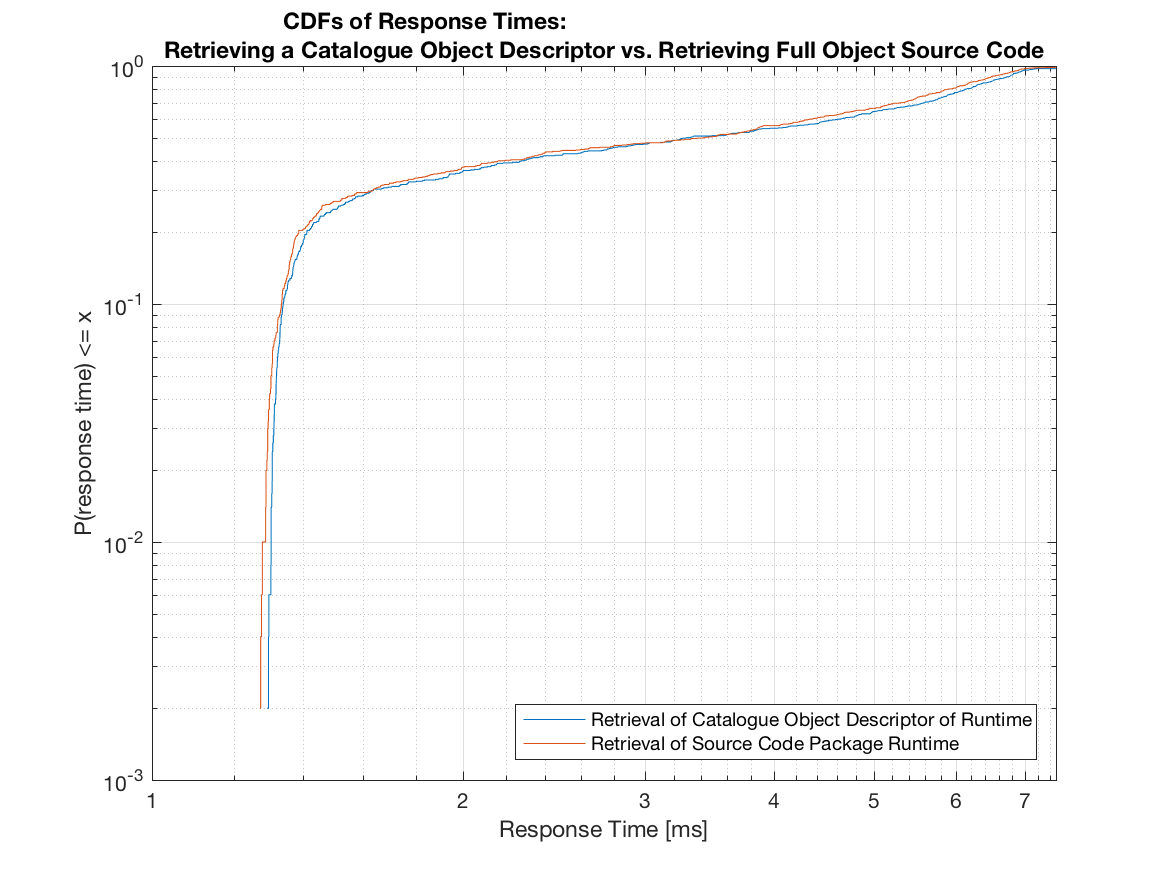 CDFs of Response Times:
Retrieving a Catalogue Object Descriptor vs. Retrieving Full Object Source Code
10^0
10^-1
10^-2
10^-3
P(response time) <= x
Retrieval of Catalogue Object Descriptor of Runtime
Retrieval of Source Code Package Runtime
1 2 3 4 5 6 7
Response Time [ms]